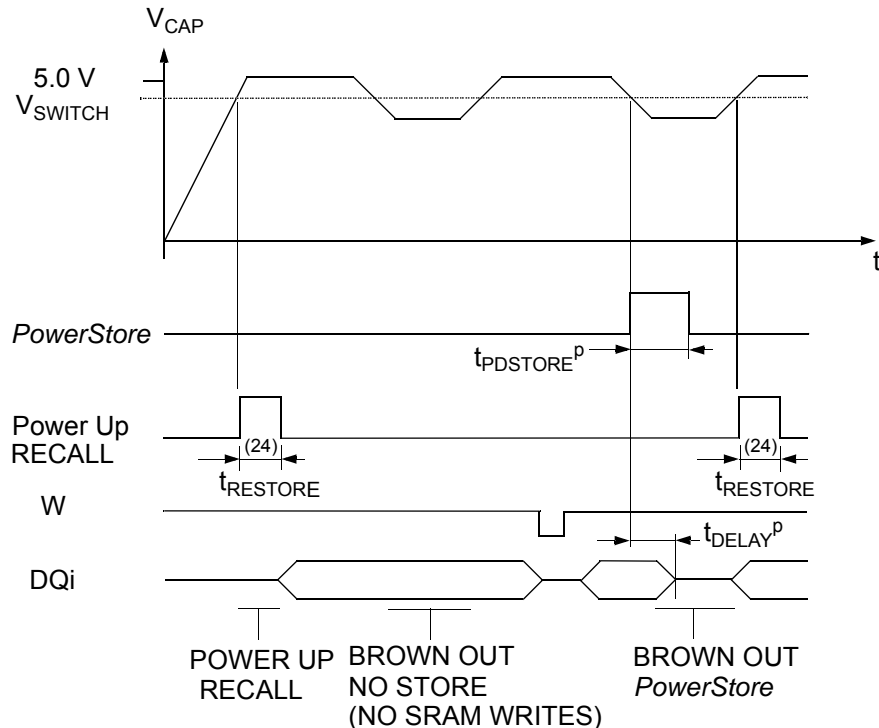 V_CAP
5.0 V
V_SWITCH
t
PowerStore
t_PDSTORE^p
Power Up
RECALL
(24)
(24)
t_RESTORE
t_RESTORE
W
t_DELAY^p
DQi
POWER UP
RECALL
BROWN OUT
NO STORE
(NO SRAM WRITES)
BROWN OUT
PowerStore